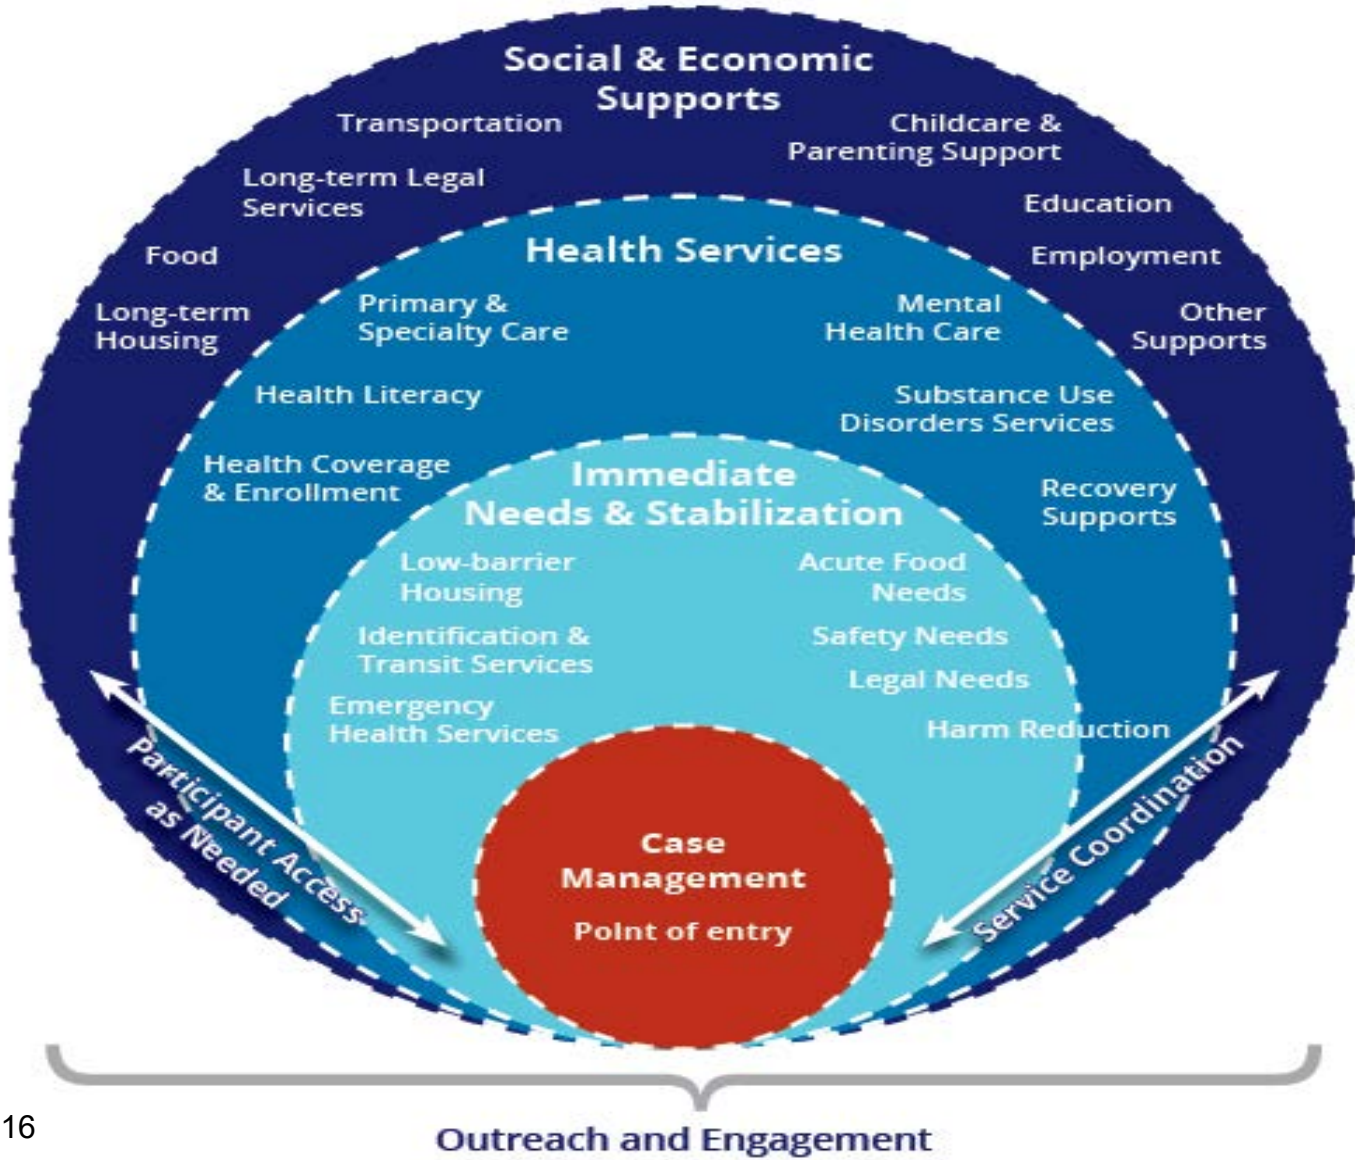 Social & Economic
Supports
Transportation
Childcare &
Parenting Support
Long-term Legal
Services
Education
Food
Employment
Long-term
Housing
Other
Supports
Health Services
Primary &
Specialty Care
Mental
Health Care
Health Literacy
Substance Use
Disorders Services
Health Coverage
& Enrollment
Recovery
Supports
Immediate
Needs & Stabilization
Low-barrier
Housing
Acute Food
Needs
Identification &
Transit Services
Safety Needs
Legal Needs
Emergency
Health Services
Harm Reduction
Participant Access
as Needed
Service Coordination
Case
Management
Point of entry
16
Outreach and Engagement